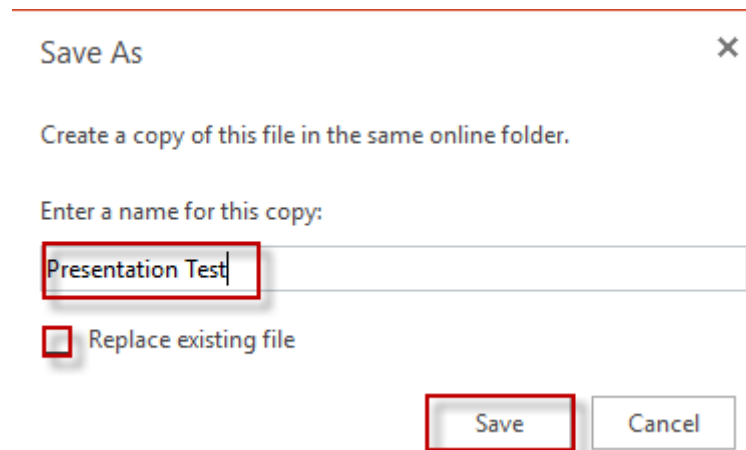 Save As
Create a copy of this file in the same online folder.
Enter a name for this copy:
Presentation Test
Replace existing file
Save Cancel